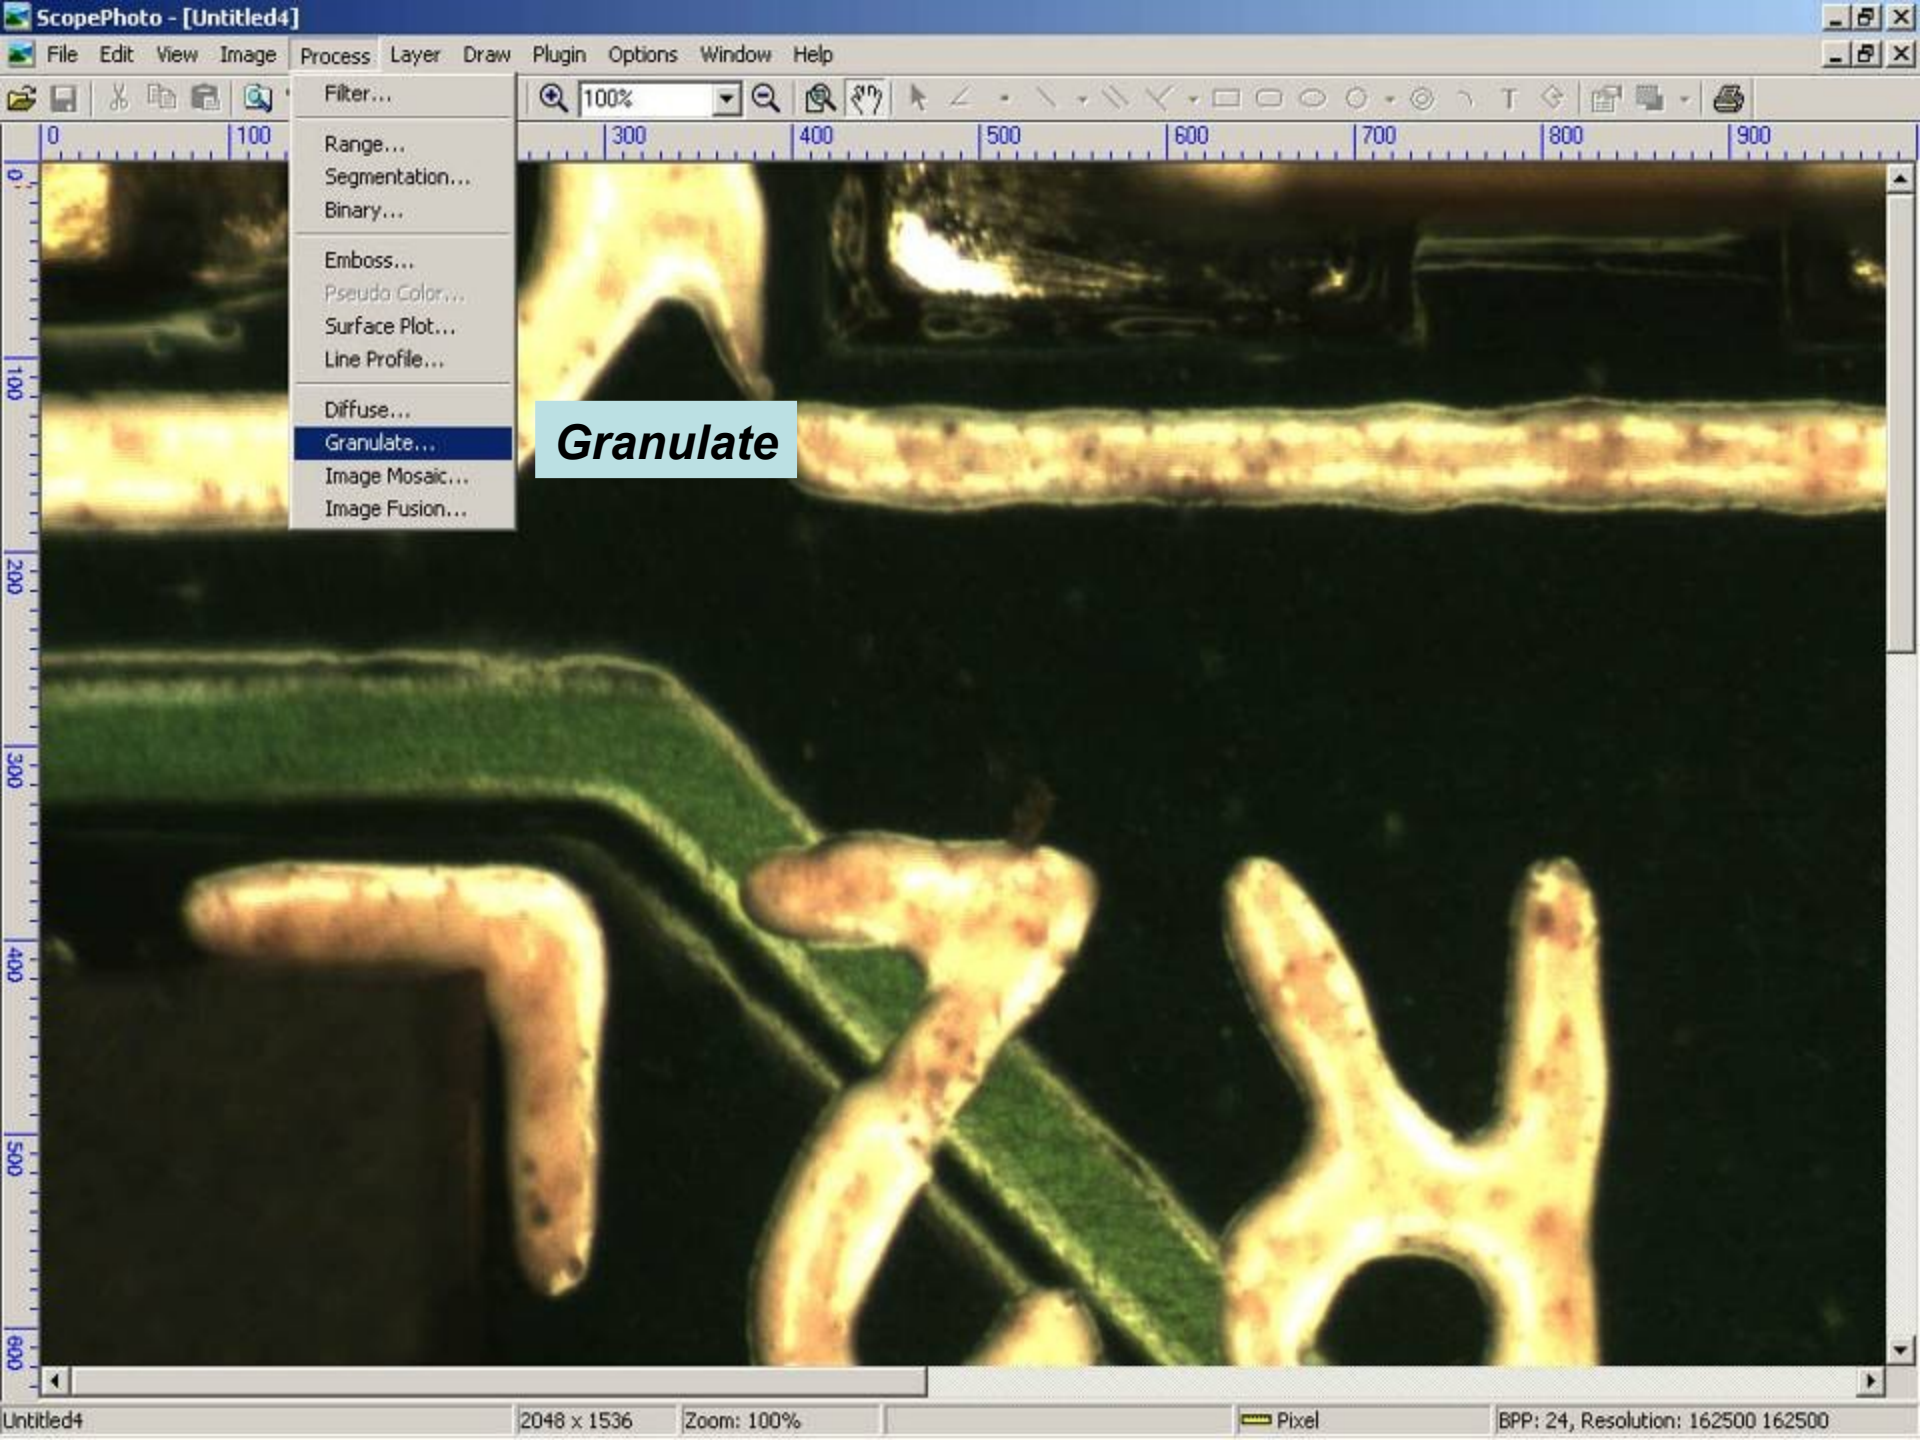 ScopePhoto - [Untitled4]
File Edit View Image Process Layer Draw Plugin Options Window Help
100%
Filter...
Range...
Segmentation...
Binary...
Emboss...
Pseudo Color...
Surface Plot...
Line Profile...
Diffuse...
Granulate...
Image Mosaic...
Image Fusion...
0 100 300 400 500 600 700 800 900
0
100
200
300
400
500
600
Granulate
Untitled4 2048 x 1536 Zoom: 100% Pixel BPP: 24, Resolution: 162500 162500